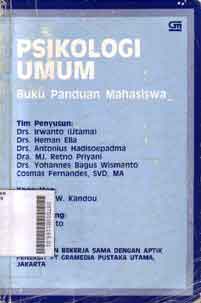 PSIKOLOGI
UMUM
Buku Panduan Mahasiswa
Tim Penyusun:
Drs. Irwanto (Utama)
Drs. Heman Elia
Drs. Antonius Hadisoepadma
Dra. MJ. Retno Priyani
Drs. Yohannes Bagus Wismanto
Cosmas Fernandes, SVD, MA
W. Kandou
to
N BEKERJA SAMA DENGAN APTIK
PENERBIT PT GRAMEDIA PUSTAKA UTAMA,
JAKARTA